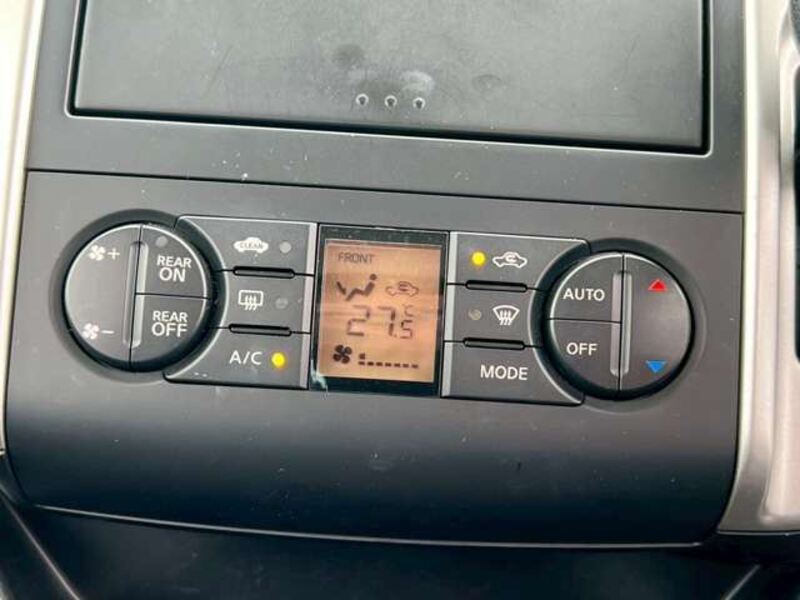 REAR
ON
REAR
OFF
CLEAN
A/C
FRONT
27.5 °C
AUTO
OFF
MODE